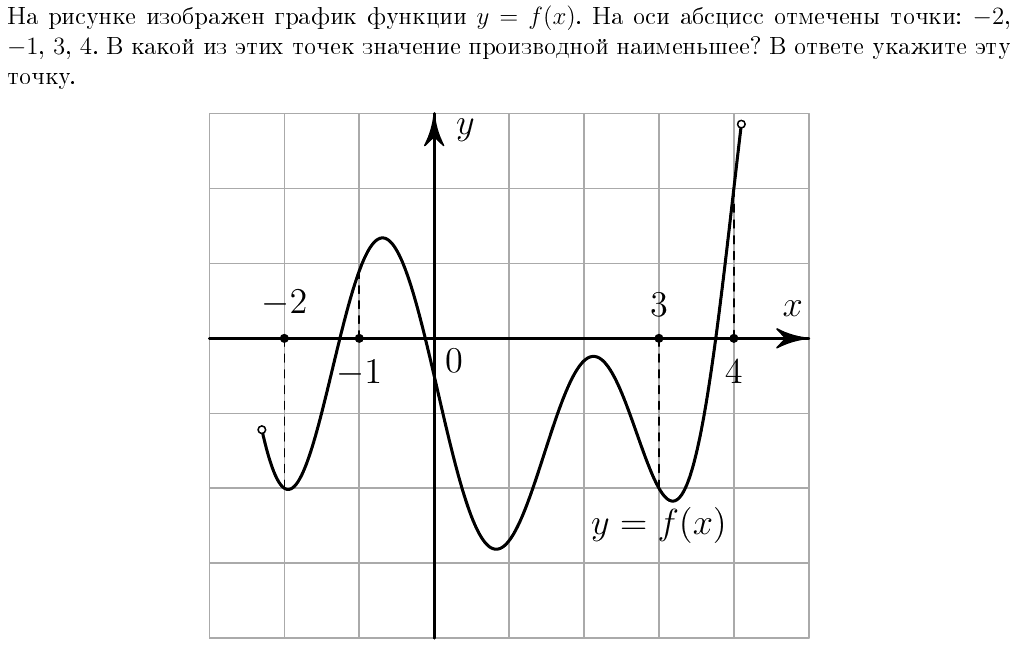 На рисунке изображен график функции y = f(x). На оси абсцисс отмечены точки: −2,
−1, 3, 4. В какой из этих точек значение производной наименьшее? В ответе укажите эту
точку.
y
−2
3
x
−1
0
4
y = f(x)